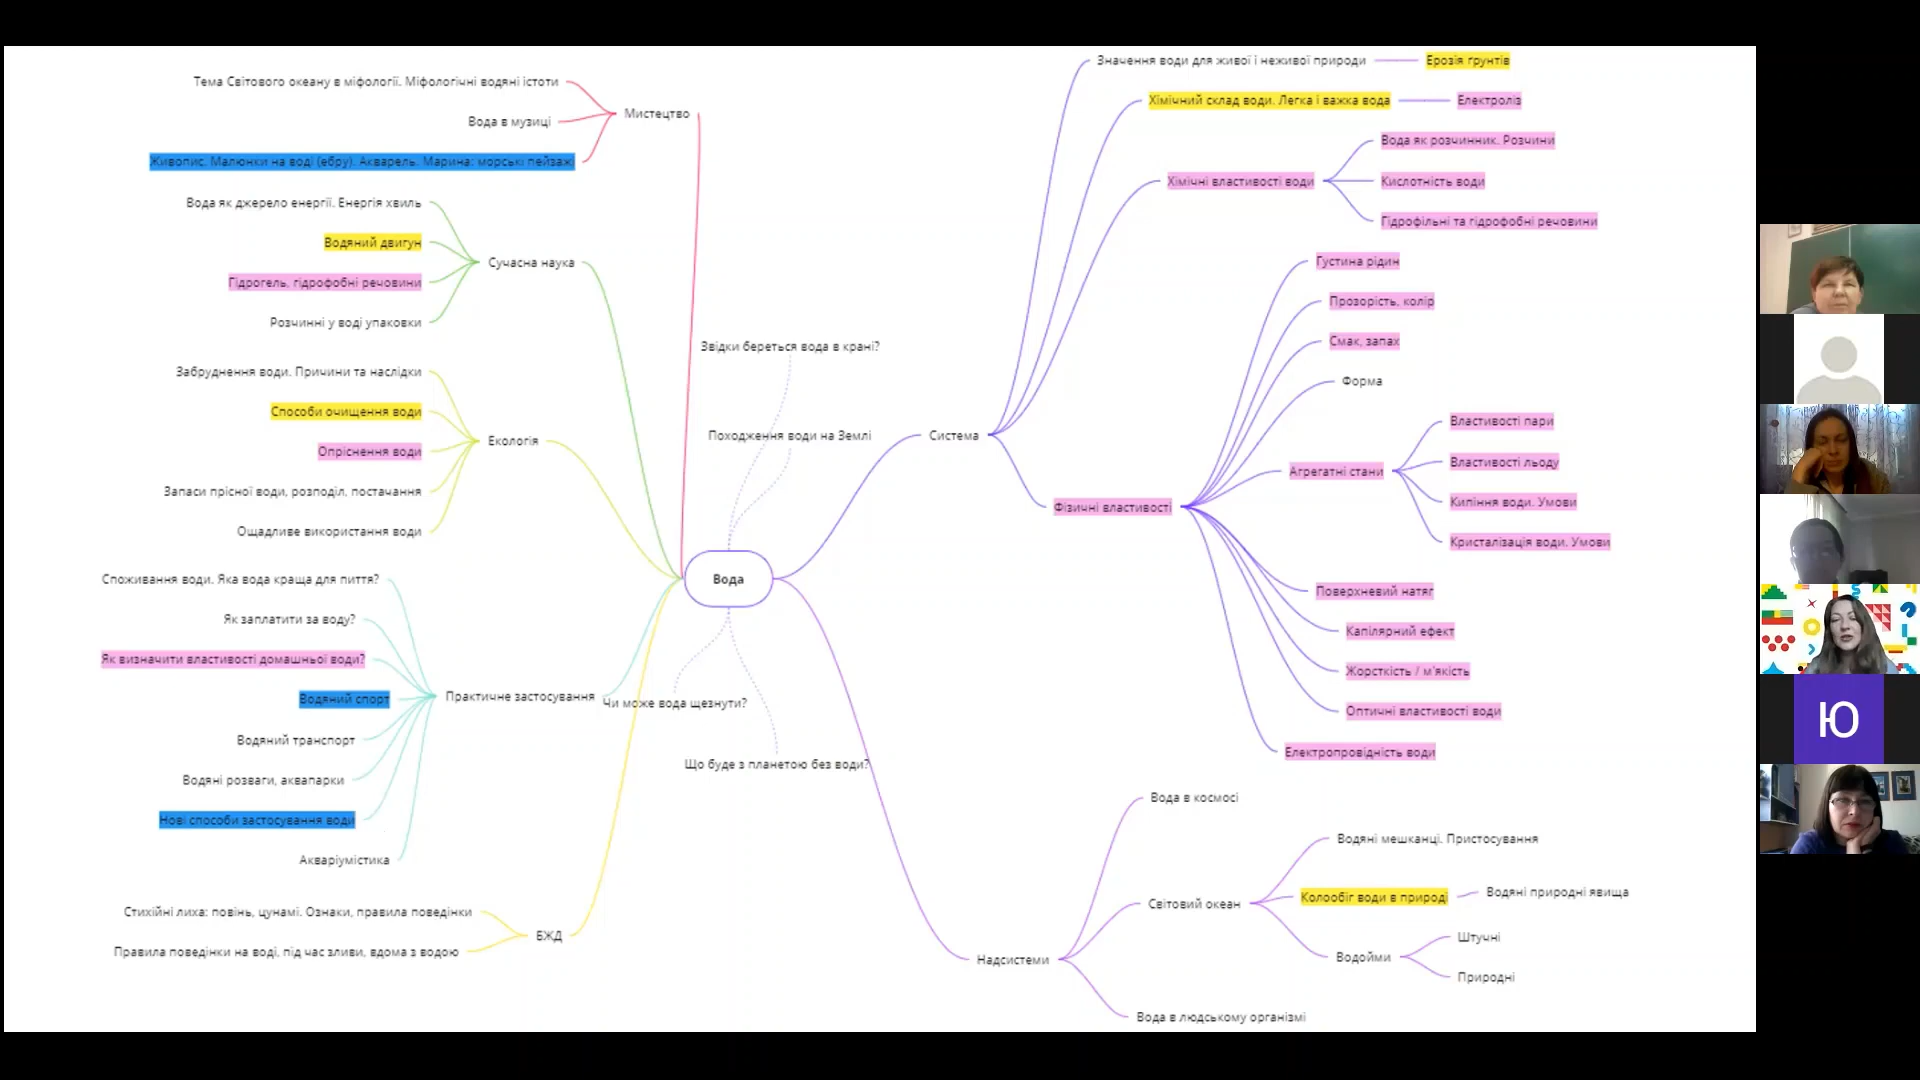 Тема Світового океану в міфології. Міфологічні водяні істоти
Вода в музиці
Живопис. Малюнки на воді (ебру). Акварель. Марина: морські пейзажі
Мистецтво
Вода як джерело енергії. Енергія хвиль
Водяний двигун
Гідрогель, гідрофобні речовини
Розчинні у воді упаковки
Сучасна наука
Забруднення води. Причини та наслідки
Способи очищення води
Опріснення води
Запаси прісної води, розподіл, постачання
Ощадливе використання води
Екологія
Споживання води. Яка вода краща для пиття?
Як заплатити за воду?
Як визначити властивості домашньої води?
Водяний спорт
Водяний транспорт
Водяні розваги, аквапарки
Нові способи застосування води
Акваріумістика
Практичне застосування
Стихійні лиха: повінь, цунамі. Ознаки, правила поведінки
Правила поведінки на воді, під час зливи, вдома з водою
БЖД
Звідки береться вода в крані?
Походження води на Землі
Вода
Чи може вода щезнути?
Що буде з планетою без води?
Система
Значення води для живої і неживої природи
Ерозія ґрунтів
Хімічний склад води. Легка і важка вода
Електроліз
Хімічні властивості води
Вода як розчинник. Розчини
Кислотність води
Гідрофільні та гідрофобні речовини
Фізичні властивості
Густина рідин
Прозорість, колір
Смак, запах
Форма
Агрегатні стани
Властивості пари
Властивості льоду
Кипіння води. Умови
Кристалізація води. Умови
Поверхневий натяг
Капілярний ефект
Жорсткість / м'якість
Оптичні властивості води
Електропровідність води
Надсистеми
Вода в космосі
Світовий океан
Водяні мешканці. Пристосування
Колообіг води в природі
Водяні природні явища
Водойми
Штучні
Природні
Вода в людському організмі
Ю